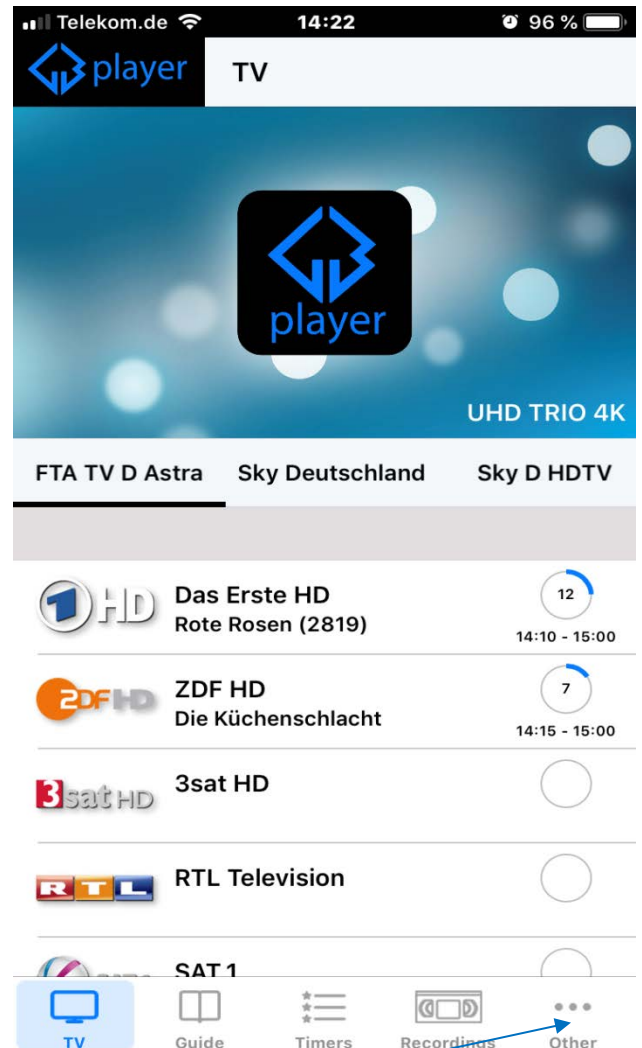 Telekom.de 14:22 96 %
player TV
player
UHD TRIO 4K
FTA TV D Astra Sky Deutschland Sky D HDTV
1 HD Das Erste HD 12
Rote Rosen (2819) 14:10 - 15:00
ZDF HD ZDF HD 7
Die Küchenschlacht 14:15 - 15:00
3sat HD 3sat HD
RTL RTL Television
SAT 1
TV Guide Timers Recordings Other